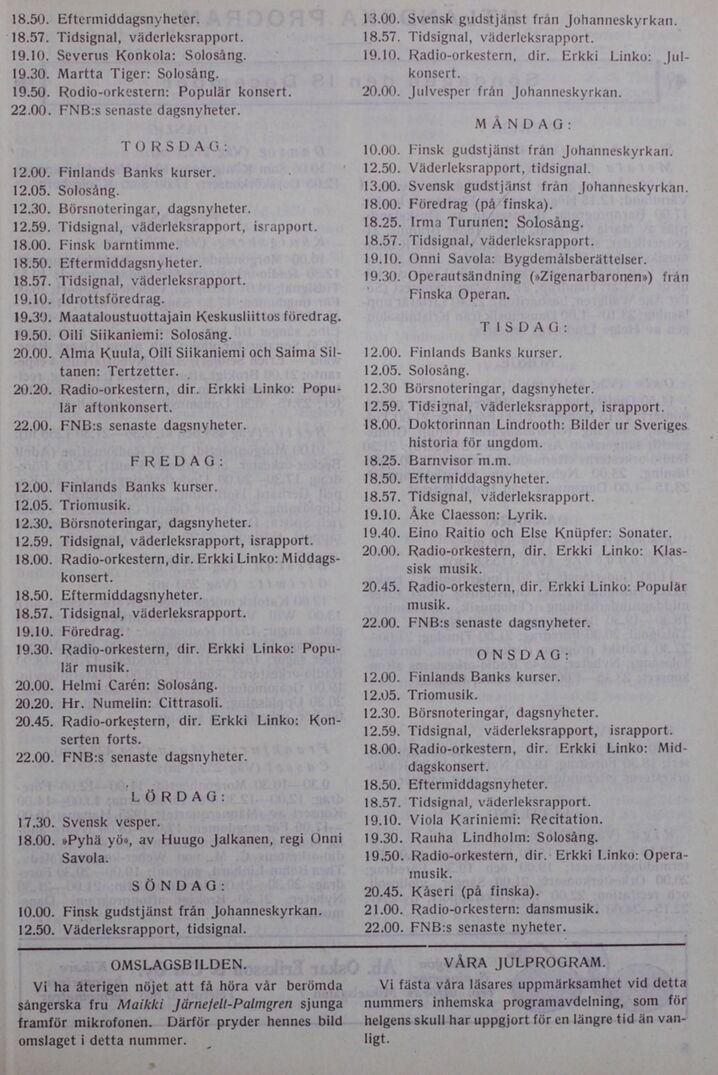 18.50. Eftermiddagsnyheter.
18.57. Tidsignal, väderleksrapport.
19.10. Severus Konkola: Solosång.
19.30. Martta Tiger: Solosång.
19.50. Rodio-orkestern: Populär konsert.
22.00. FNB:s senaste dagsnyheter.
TORSDAG:
12.00. Finlands Banks kurser.
12.05. Solosång.
12.30. Börsnoteringar, dagsnyheter.
12.59. Tidsignal, väderleksrapport, israpport.
18.00. Finsk barntimme.
18.50. Eftermiddagsnyheter.
18.57. Tidsignal, väderleksrapport.
19.10. Idrottsföredrag.
19.30. Maataloustuottajain Keskusliittos föredrag.
19.50. Oili Siikaniemi: Solosång.
20.00. Alma Kuula, Oili Siikaniemi och Saima Sil-
tanen: Tertzetter.
20.20. Radio-orkestern, dir. Erkki Linko: Popu-
lär aftonkonsert.
22.00. FNB:s senaste dagsnyheter.
FREDAG:
12.00. Finlands Banks kurser.
12.05. Triomusik.
12.30. Börsnoteringar, dagsnyheter.
12.59. Tidsignal, väderleksrapport, israpport.
18.00. Radio-orkestern, dir. Erkki Linko: Middags-
konsert.
18.50. Eftermiddagsnyheter.
18.57. Tidsignal, väderleksrapport.
19.10. Föredrag.
19.30. Radio-orkestern, dir. Erkki Linko: Popu-
lär musik.
20.00. Helmi Carén: Solosång.
20.20. Hr. Numelin: Cittrasoli.
20.45. Radio-orkestern, dir. Erkki Linko: Kon-
serten forts.
22.00. FNB:s senaste dagsnyheter.
LÖRDAG:
17.30. Svensk vesper.
18.00. »Pyhä yö», av Huugo Jalkanen, regi Onni
Savola.
SÖNDAG:
10.00. Finsk gudstjänst från Johanneskyrkan.
12.50. Väderleksrapport, tidsignal.
13.00. Svensk gudstjänst från Johanneskyrkan.
18.57. Tidsignal, väderleksrapport.
19.10. Radio-orkestern, dir. Erkki Linko: Jul-
konsert.
20.00. Julvesper från Johanneskyrkan.
MÅNDAG:
10.00. Finsk gudstjänst från Johanneskyrkan.
12.50. Väderleksrapport, tidsignal.
13.00. Svensk gudstjänst från Johanneskyrkan.
18.00. Föredrag (på finska).
18.25. Irma Turunen: Solosång.
18.57. Tidsignal, väderleksrapport.
19.10. Onni Savola: Bygdemålsberättelser.
19.30. Operautsändning (»Zigenarbaronen») från
Finska Operan.
TISDAG:
12.00. Finlands Banks kurser.
12.05. Solosång.
12.30 Börsnoteringar, dagsnyheter.
12.59. Tidsignal, väderleksrapport, israpport.
18.00. Doktorinnan Lindrooth: Bilder ur Sveriges
historia för ungdom.
18.25. Barnvisor m.m.
18.50. Eftermiddagsnyheter.
18.57. Tidsignal, väderleksrapport.
19.10. Åke Claesson: Lyrik.
19.40. Eino Raitio och Else Knüpfer: Sonater.
20.00. Radio-orkestern, dir. Erkki Linko: Klas-
sisk musik.
20.45. Radio-orkestern, dir. Erkki Linko: Populär
musik.
22.00. FNB:s senaste dagsnyheter.
ONSDAG:
12.00. Finlands Banks kurser.
12.05. Triomusik.
12.30. Börsnoteringar, dagsnyheter.
12.59. Tidsignal, väderleksrapport, israpport.
18.00. Radio-orkestern, dir. Erkki Linko: Mid-
dagskonsert.
18.50. Eftermiddagsnyheter.
18.57. Tidsignal, väderleksrapport.
19.10. Viola Kariniemi: Recitation.
19.30. Rauha Lindholm: Solosång.
19.50. Radio-orkestern, dir. Erkki Linko: Opera-
musik.
20.45. Kåseri (på finska).
21.00. Radio-orkestern: dansmusik.
22.00. FNB:s senaste nyheter.
OMSLAGSBILDEN.
Vi ha återigen nöjet att få höra vår berömda
sångerska fru Maikki Järnefelt-Palmgren sjunga
framför mikrofonen. Därför pryder hennes bild
omslaget i detta nummer.
VÅRA JULPROGRAM.
Vi fästa våra läsares uppmärksamhet vid detta
nummers inhemska programavdelning, som för
helgens skull har uppgjort för en längre tid än van-
ligt.